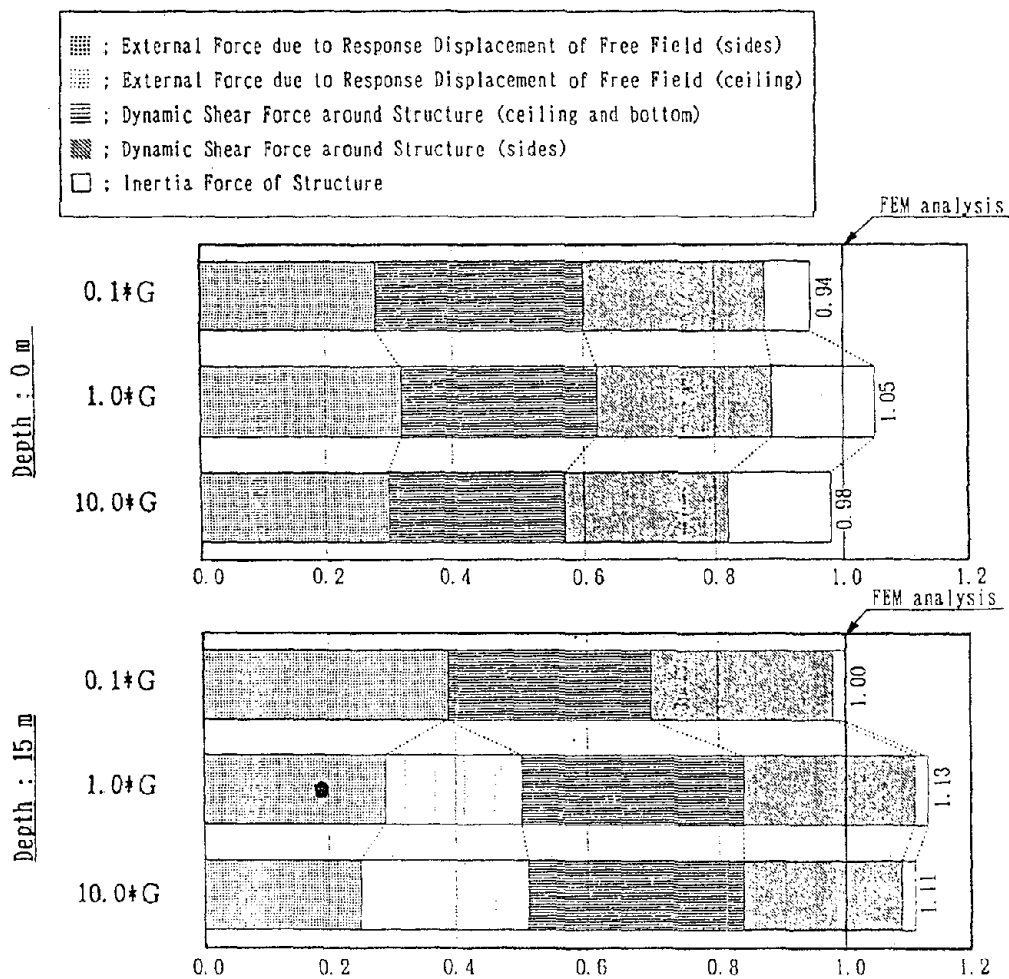 ; External Force due to Response Displacement of Free Field (sides)
; External Force due to Response Displacement of Free Field (ceiling)
; Dynamic Shear Force around Structure (ceiling and bottom)
; Dynamic Shear Force around Structure (sides)
; Inertia Force of Structure
FEM analysis
Depth : 0 m
0.1*G
0.94
1.0*G
1.05
10.0*G
0.98
0.0 0.2 0.4 0.6 0.8 1.0 1.2
FEM analysis
Depth : 15 m
0.1*G
1.00
1.0*G
1.13
10.0*G
1.11
0.0 0.2 0.4 0.6 0.8 1.0 1.2